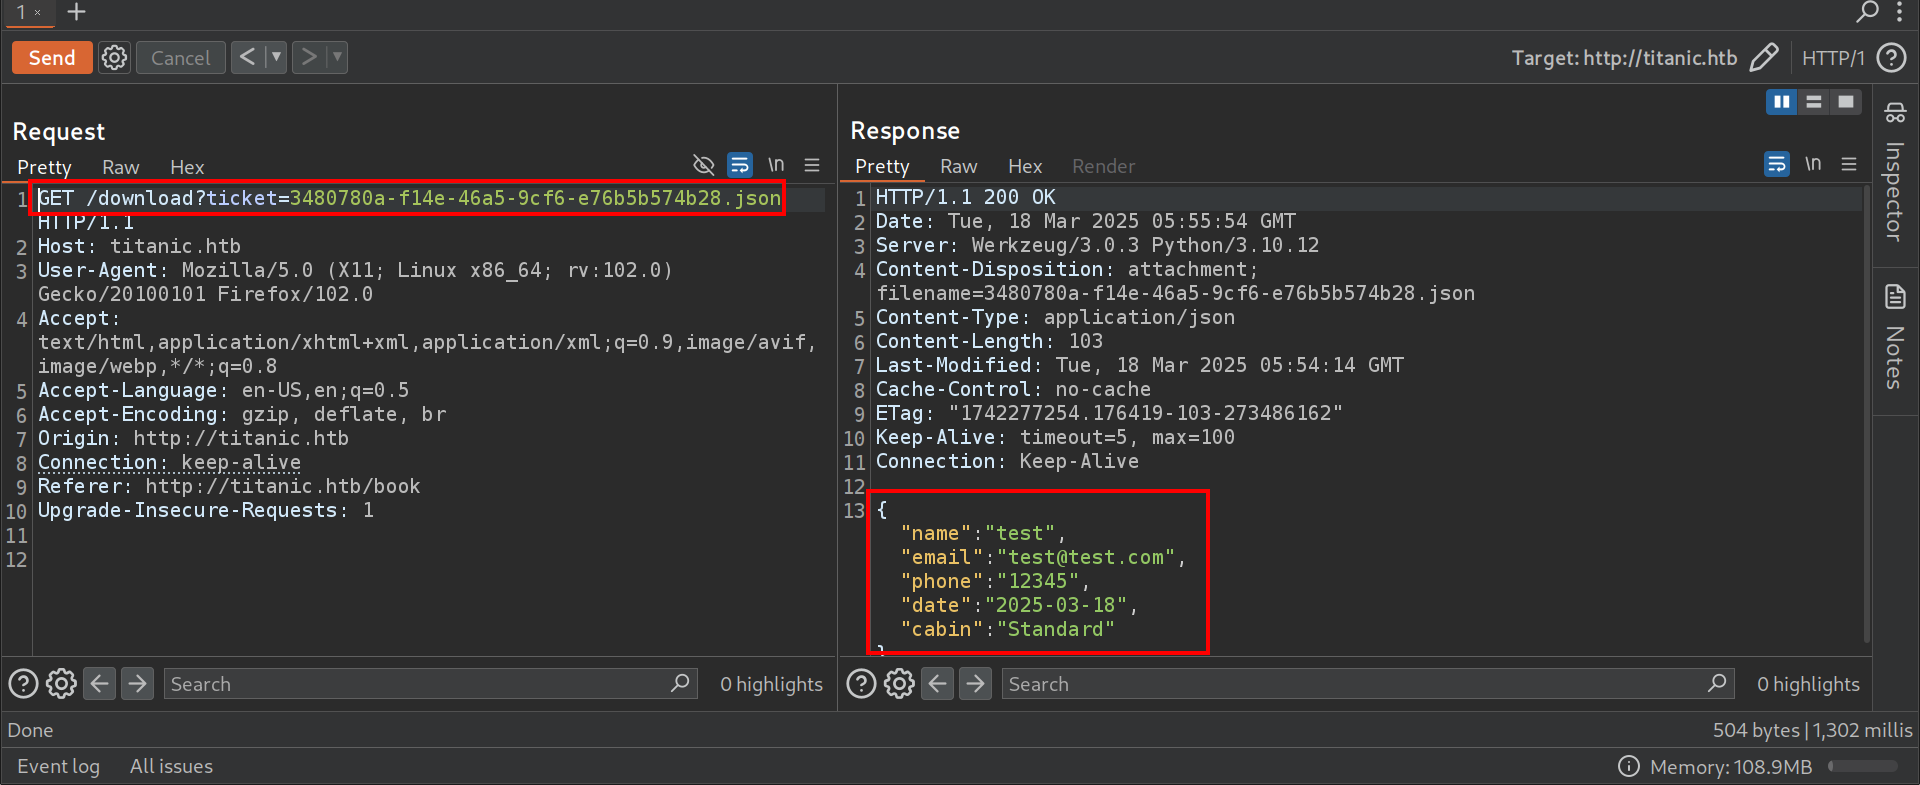 1 ×
Send
Cancel
Target: http://titanic.htb
HTTP/1
Request
Pretty Raw Hex
\n
1 GET /download?ticket=3480780a-f14e-46a5-9cf6-e76b5b574b28.json
HTTP/1.1
2 Host: titanic.htb
3 User-Agent: Mozilla/5.0 (X11; Linux x86_64; rv:102.0)
Gecko/20100101 Firefox/102.0
4 Accept:
text/html,application/xhtml+xml,application/xml;q=0.9,image/avif,
image/webp,*/*;q=0.8
5 Accept-Language: en-US,en;q=0.5
6 Accept-Encoding: gzip, deflate, br
7 Origin: http://titanic.htb
8 Connection: keep-alive
9 Referer: http://titanic.htb/book
10 Upgrade-Insecure-Requests: 1
11
12
Search
0 highlights
Response
Pretty Raw Hex Render
\n
1 HTTP/1.1 200 OK
2 Date: Tue, 18 Mar 2025 05:55:54 GMT
3 Server: Werkzeug/3.0.3 Python/3.10.12
4 Content-Disposition: attachment;
filename=3480780a-f14e-46a5-9cf6-e76b5b574b28.json
5 Content-Type: application/json
6 Content-Length: 103
7 Last-Modified: Tue, 18 Mar 2025 05:54:14 GMT
8 Cache-Control: no-cache
9 ETag: "1742277254.176419-103-273486162"
10 Keep-Alive: timeout=5, max=100
11 Connection: Keep-Alive
12
13 {
"name":"test",
"email":"test@test.com",
"phone":"12345",
"date":"2025-03-18",
"cabin":"Standard"
}
Search
0 highlights
Inspector
Notes
Done
504 bytes | 1,302 millis
Event log All issues
Memory: 108.9MB